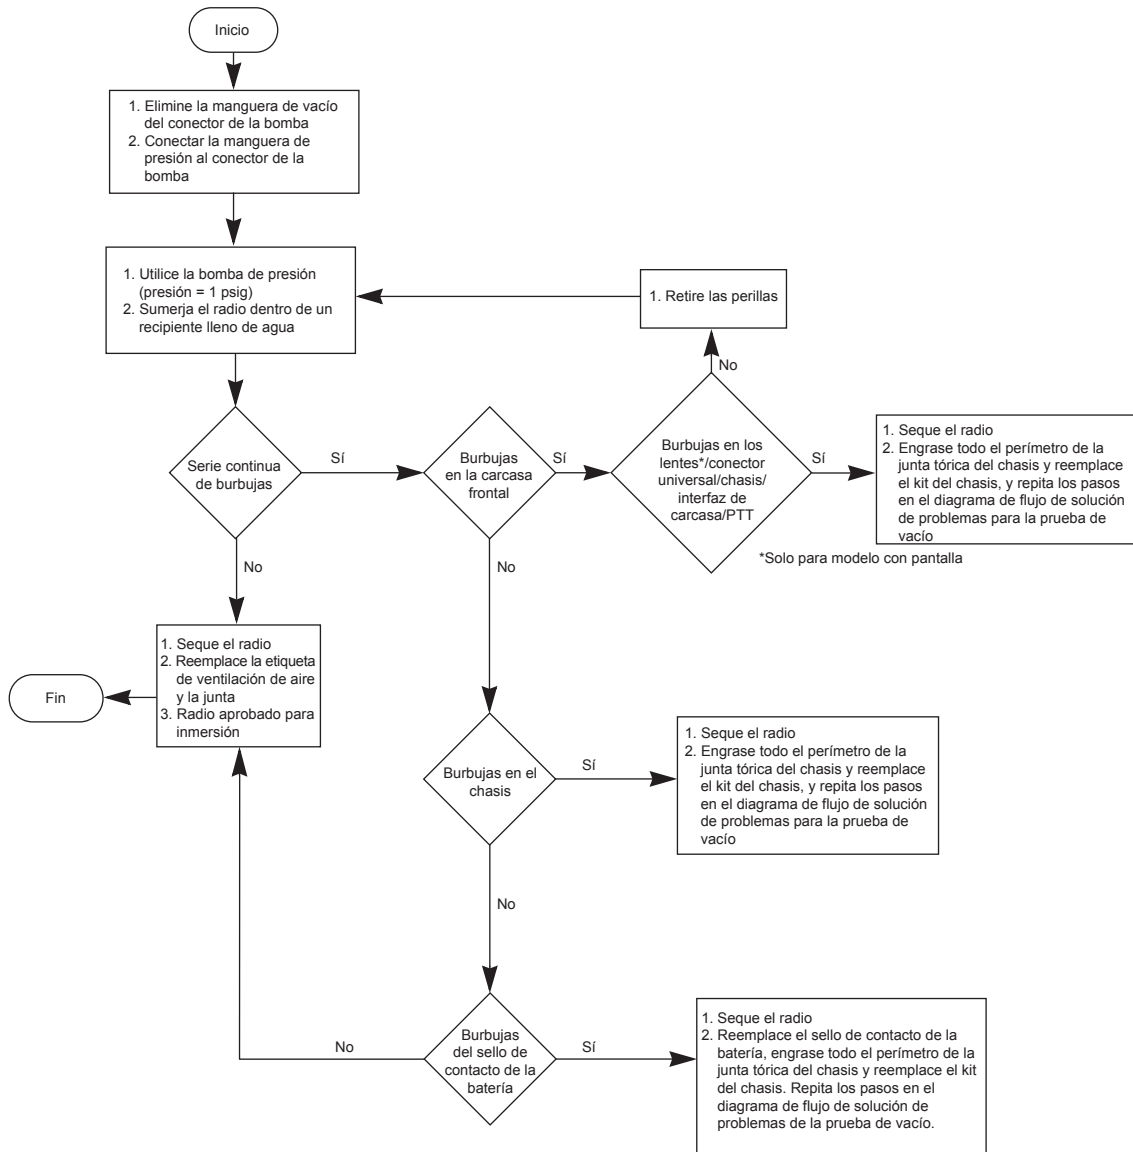 Inicio
1. Elimine la manguera de vacío
del conector de la bomba
2. Conectar la manguera de
presión al conector de la
bomba
1. Utilice la bomba de presión
(presión = 1 psig)
2. Sumerja el radio dentro de un
recipiente lleno de agua
1. Retire las perillas
No
Serie continua
de burbujas
Sí
Burbujas
en la carcasa
frontal
Sí
Burbujas en los
lentes*/conector
universal/chasis/
interfaz de
carcasa/PTT
Sí
1. Seque el radio
2. Engrase todo el perímetro de la
junta tórica del chasis y reemplace
el kit del chasis, y repita los pasos
en el diagrama de flujo de solución
de problemas para la prueba de
vacío
*Solo para modelo con pantalla
No
No
1. Seque el radio
2. Reemplace la etiqueta
de ventilación de aire
y la junta
3. Radio aprobado para
inmersión
Fin
Burbujas en el
chasis
Sí
1. Seque el radio
2. Engrase todo el perímetro de la
junta tórica del chasis y reemplace
el kit del chasis, y repita los pasos
en el diagrama de flujo de solución
de problemas para la prueba de
vacío
No
Burbujas
del sello de
contacto de la
batería
No
Sí
1. Seque el radio
2. Reemplace el sello de contacto de la
batería, engrase todo el perímetro de la
junta tórica del chasis y reemplace el kit
del chasis. Repita los pasos en el
diagrama de flujo de solución de
problemas de la prueba de vacío.